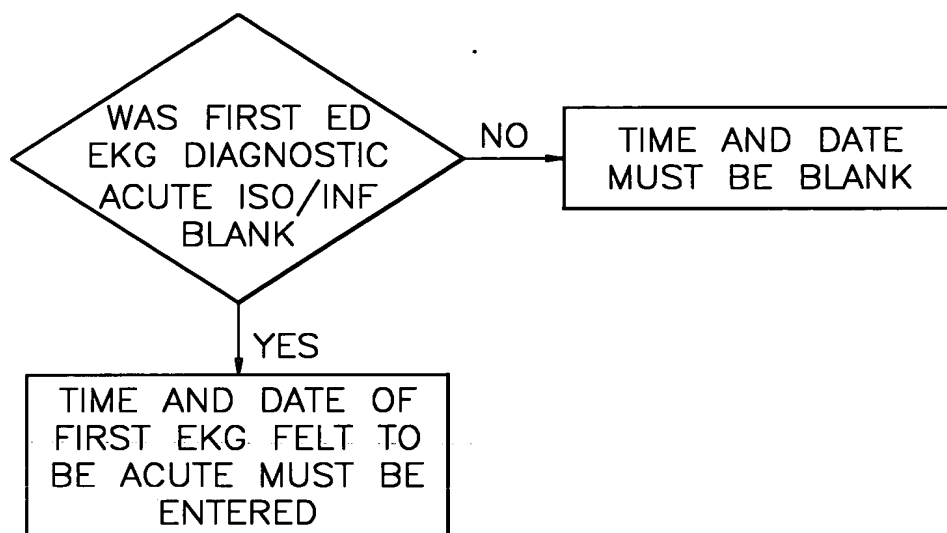 WAS FIRST ED
EKG DIAGNOSTIC
ACUTE ISO/INF
BLANK
NO
TIME AND DATE
MUST BE BLANK
YES
TIME AND DATE OF
FIRST EKG FELT TO
BE ACUTE MUST BE
ENTERED